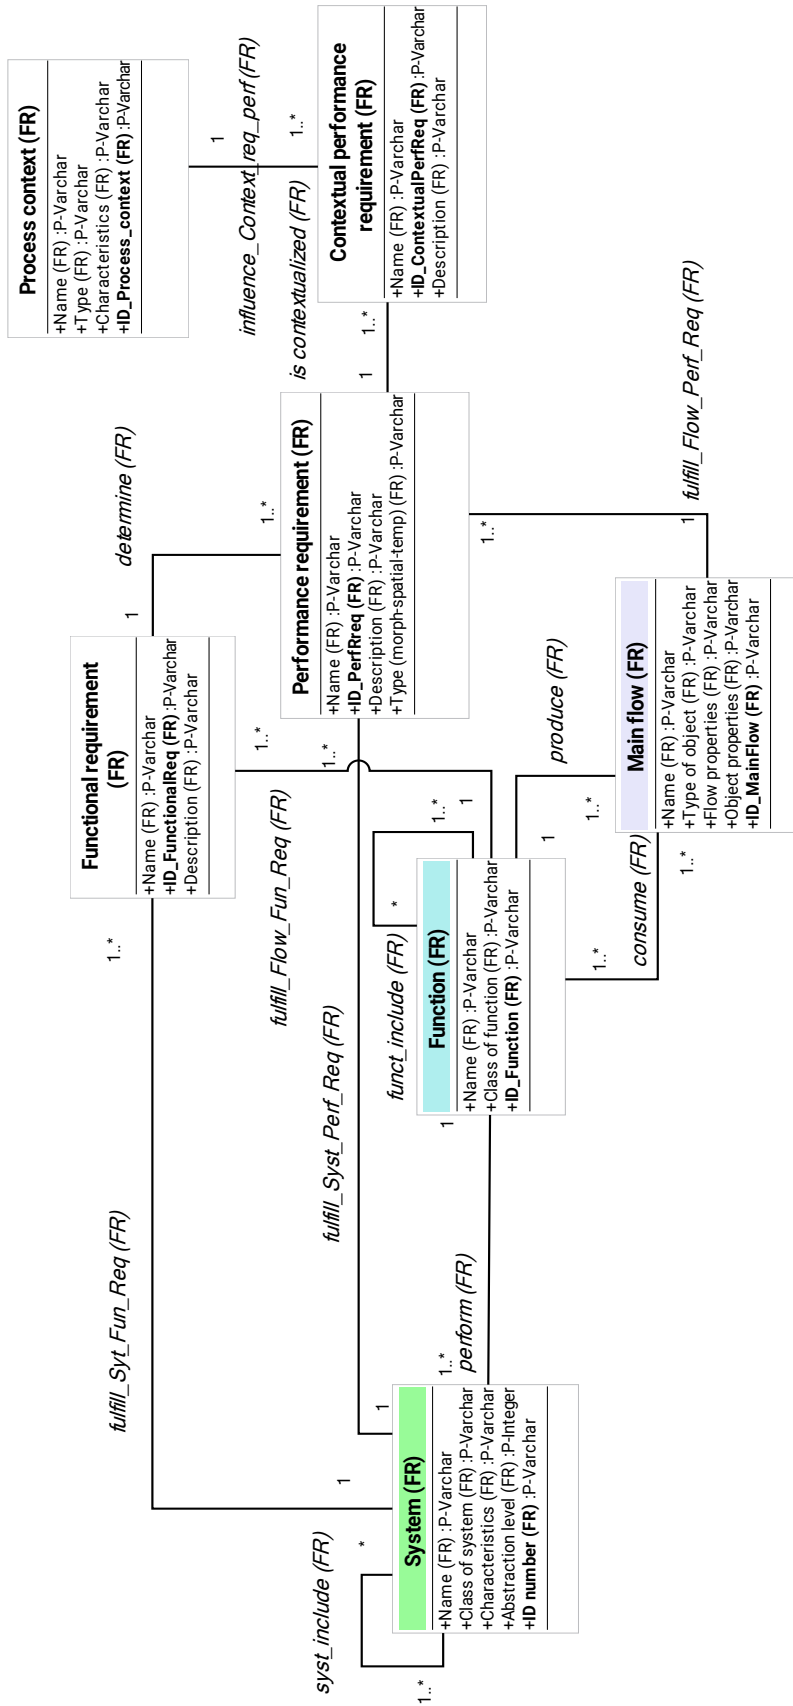 syst_include (FR)
*
1..*
System (FR)
+Name (FR) :P-Varchar
+Class of system (FR) :P-Varchar
+Characteristics (FR) :P-Varchar
+Abstraction level (FR) :P-Integer
+ID number (FR) :P-Varchar
fulfill_Syt_Fun_Req (FR)
1
1..*
fulfill_Syst_Perf_Req (FR)
1
1..*
perform (FR)
1..*
1
Functional requirement
(FR)
+Name (FR) :P-Varchar
+ID_FunctionalReq (FR) :P-Varchar
+Description (FR) :P-Varchar
fulfill_Flow_Fun_Req (FR)
1..*
1
funct_include (FR)
*
1..*
Function (FR)
+Name (FR) :P-Varchar
+Class of function (FR) :P-Varchar
+ID_Function (FR) :P-Varchar
consume (FR)
1..*
1..*
produce (FR)
1
1..*
Main flow (FR)
+Name (FR) :P-Varchar
+Type of object (FR) :P-Varchar
+Flow properties (FR) :P-Varchar
+Object properties (FR) :P-Varchar
+ID_MainFlow (FR) :P-Varchar
determine (FR)
1
1..*
Performance requirement (FR)
+Name (FR) :P-Varchar
+ID_PerfRreq (FR) :P-Varchar
+Description (FR) :P-Varchar
+Type (morph-spatial-temp) (FR) :P-Varchar
fulfill_Flow_Perf_Req (FR)
1
1..*
is contextualized (FR)
1
1..*
Process context (FR)
+Name (FR) :P-Varchar
+Type (FR) :P-Varchar
+Characteristics (FR) :P-Varchar
+ID_Process_context (FR) :P-Varchar
influence_Context_req_perf (FR)
1
1..*
Contextual performance
requirement (FR)
+Name (FR) :P-Varchar
+ID_ContextualPerfReq (FR) :P-Varchar
+Description (FR) :P-Varchar